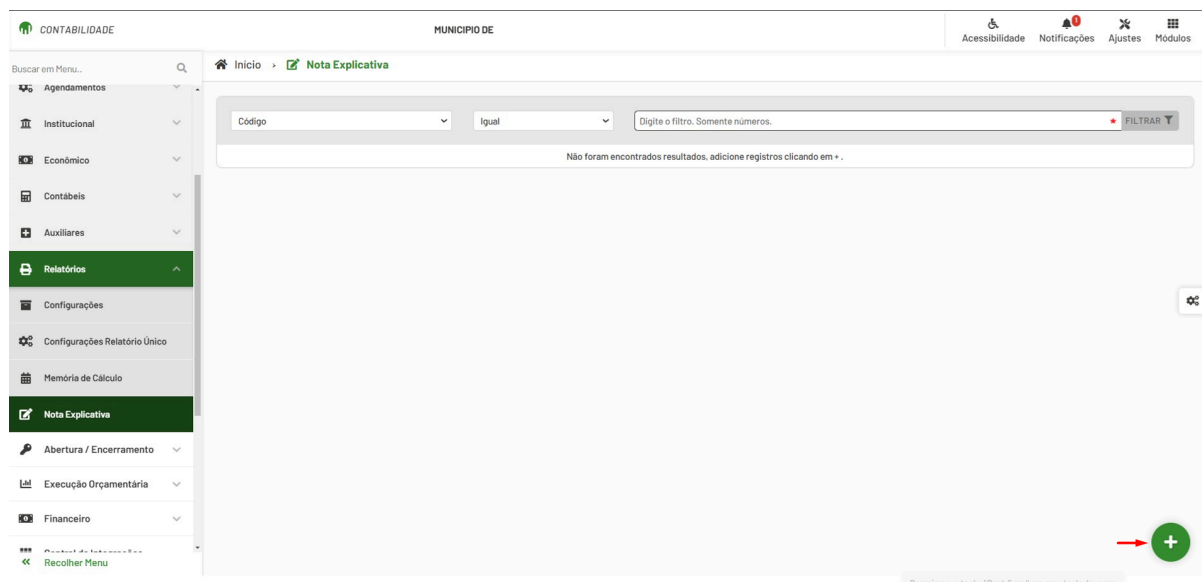 CONTABILIDADE
MUNICIPIO DE
Acessibilidade
1
Notificações
Ajustes
Módulos
Buscar em Menu..
Início › Nota Explicativa
Agendamentos
Institucional
Econômico
Contábeis
Auxiliares
Relatórios
Configurações
Configurações Relatório Único
Memória de Cálculo
Nota Explicativa
Abertura / Encerramento
Execução Orçamentária
Financeiro
Recolher Menu
Código
Igual
Digite o filtro. Somente números.
* FILTRAR
Não foram encontrados resultados, adicione registros clicando em + .
+